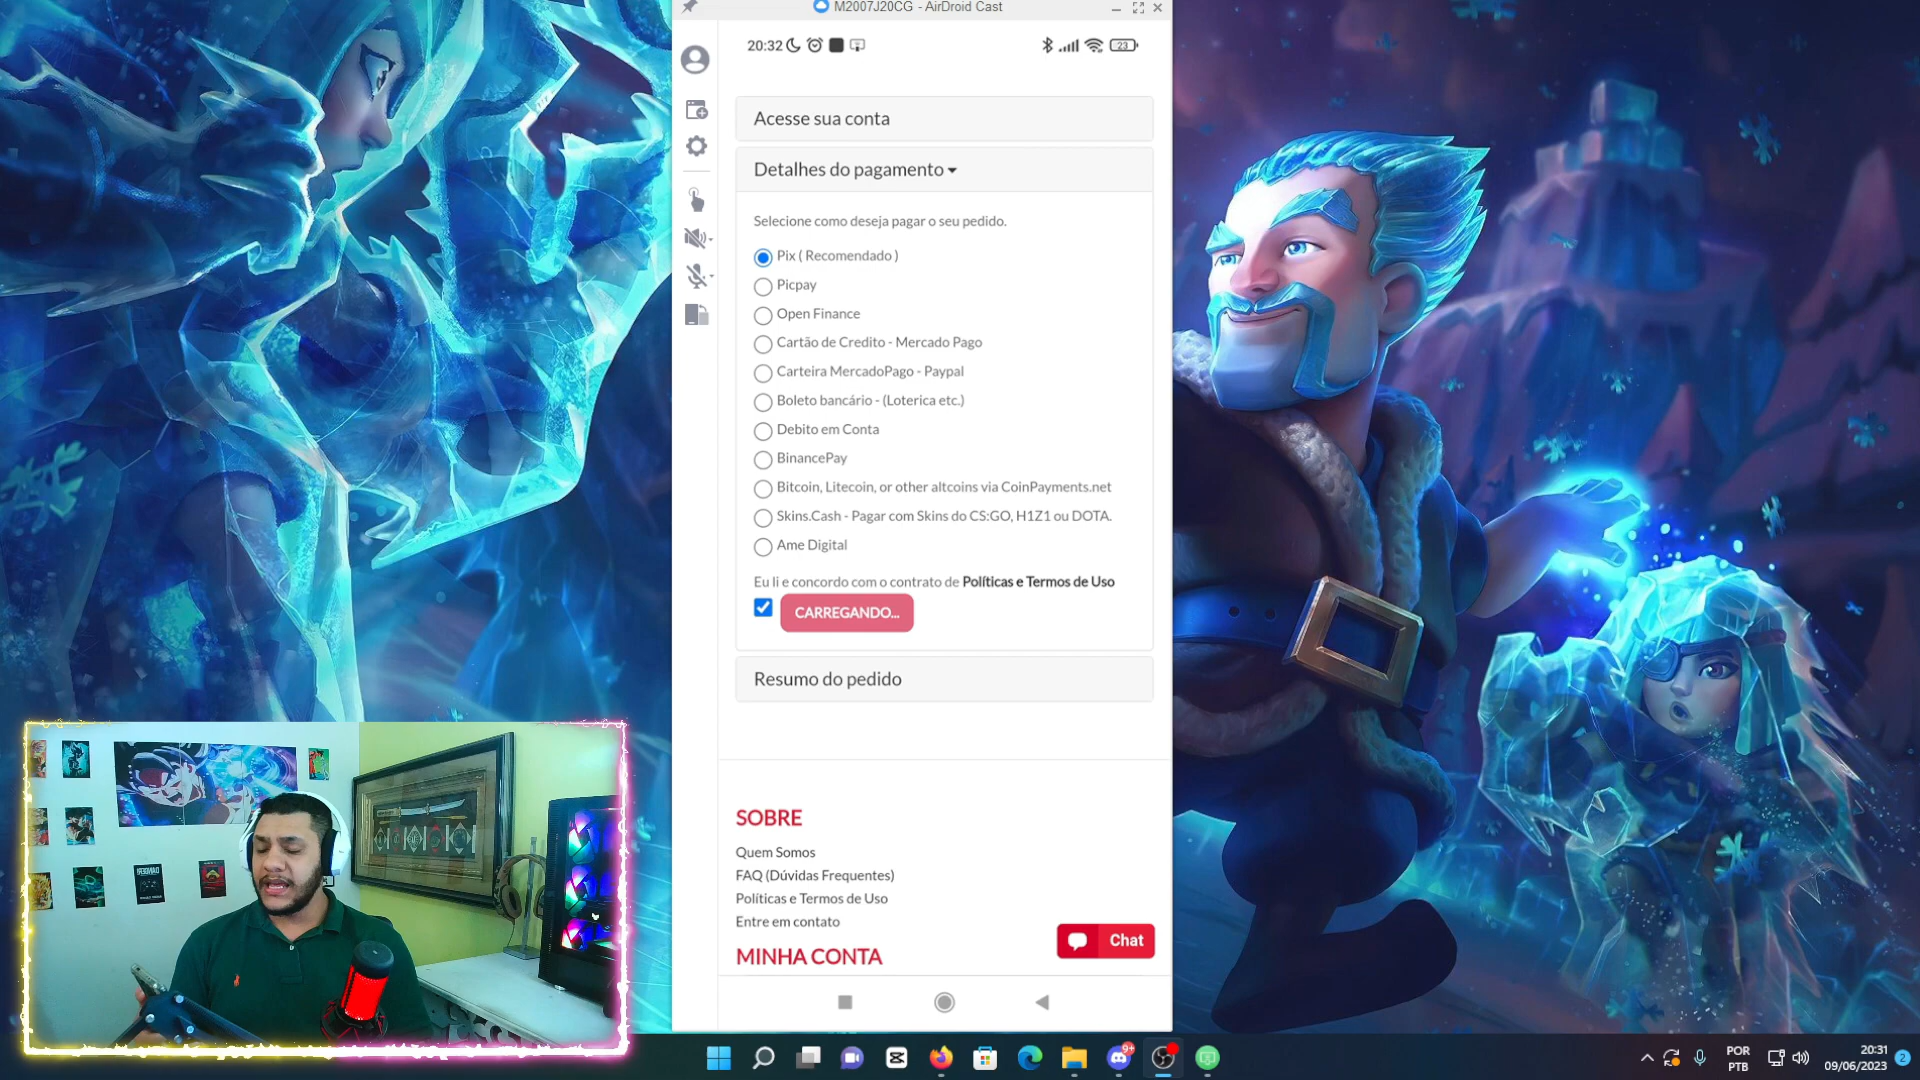 M2007J20CG - AirDroid Cast
20:32
23
Acesse sua conta
Detalhes do pagamento
Selecione como deseja pagar o seu pedido.
Pix ( Recomendado )
Picpay
Open Finance
Cartão de Credito - Mercado Pago
Carteira MercadoPago - Paypal
Boleto bancário - (Loterica etc.)
Debito em Conta
BinancePay
Bitcoin, Litecoin, or other altcoins via CoinPayments.net
Skins.Cash - Pagar com Skins do CS:GO, H1Z1 ou DOTA.
Ame Digital
Eu li e concordo com o contrato de Políticas e Termos de Uso
CARREGANDO...
Resumo do pedido
SOBRE
Quem Somos
FAQ (Dúvidas Frequentes)
Políticas e Termos de Uso
Entre em contato
Chat
MINHA CONTA
9+
POR
PTB
20:31
09/06/2023
2